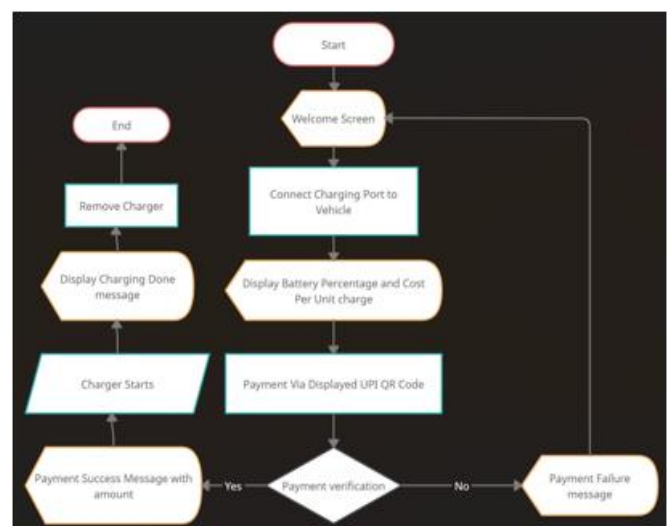 Start
Welcome Screen
Connect Charging Port to
Vehicle
Display Battery Percentage and Cost
Per Unit charge
Payment Via Displayed UPI QR Code
Payment verification
Yes
No
Payment Success Message with
amount
Charger Starts
Display Charging Done
message
Remove Charger
End
Payment Failure
message